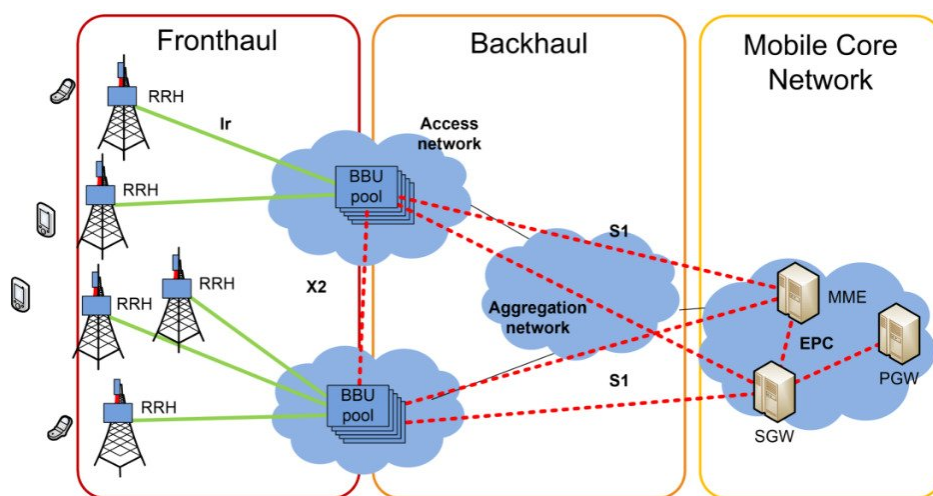 Fronthaul
Backhaul
Mobile Core
Network
RRH
Ir
Access
network
BBU
pool
RRH
S1
X2
RRH
RRH
Aggregation
network
MME
EPC
PGW
BBU
pool
S1
RRH
SGW